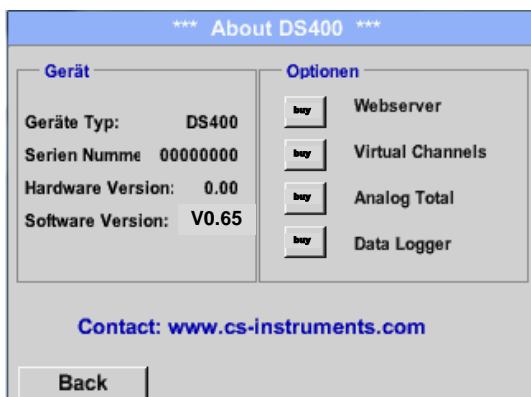 *** About DS400 ***
Gerät
Geräte Typ: DS400
Serien Numme 00000000
Hardware Version: 0.00
Software Version: V0.65
Optionen
buy Webserver
buy Virtual Channels
buy Analog Total
buy Data Logger
Contact: www.cs-instruments.com
Back